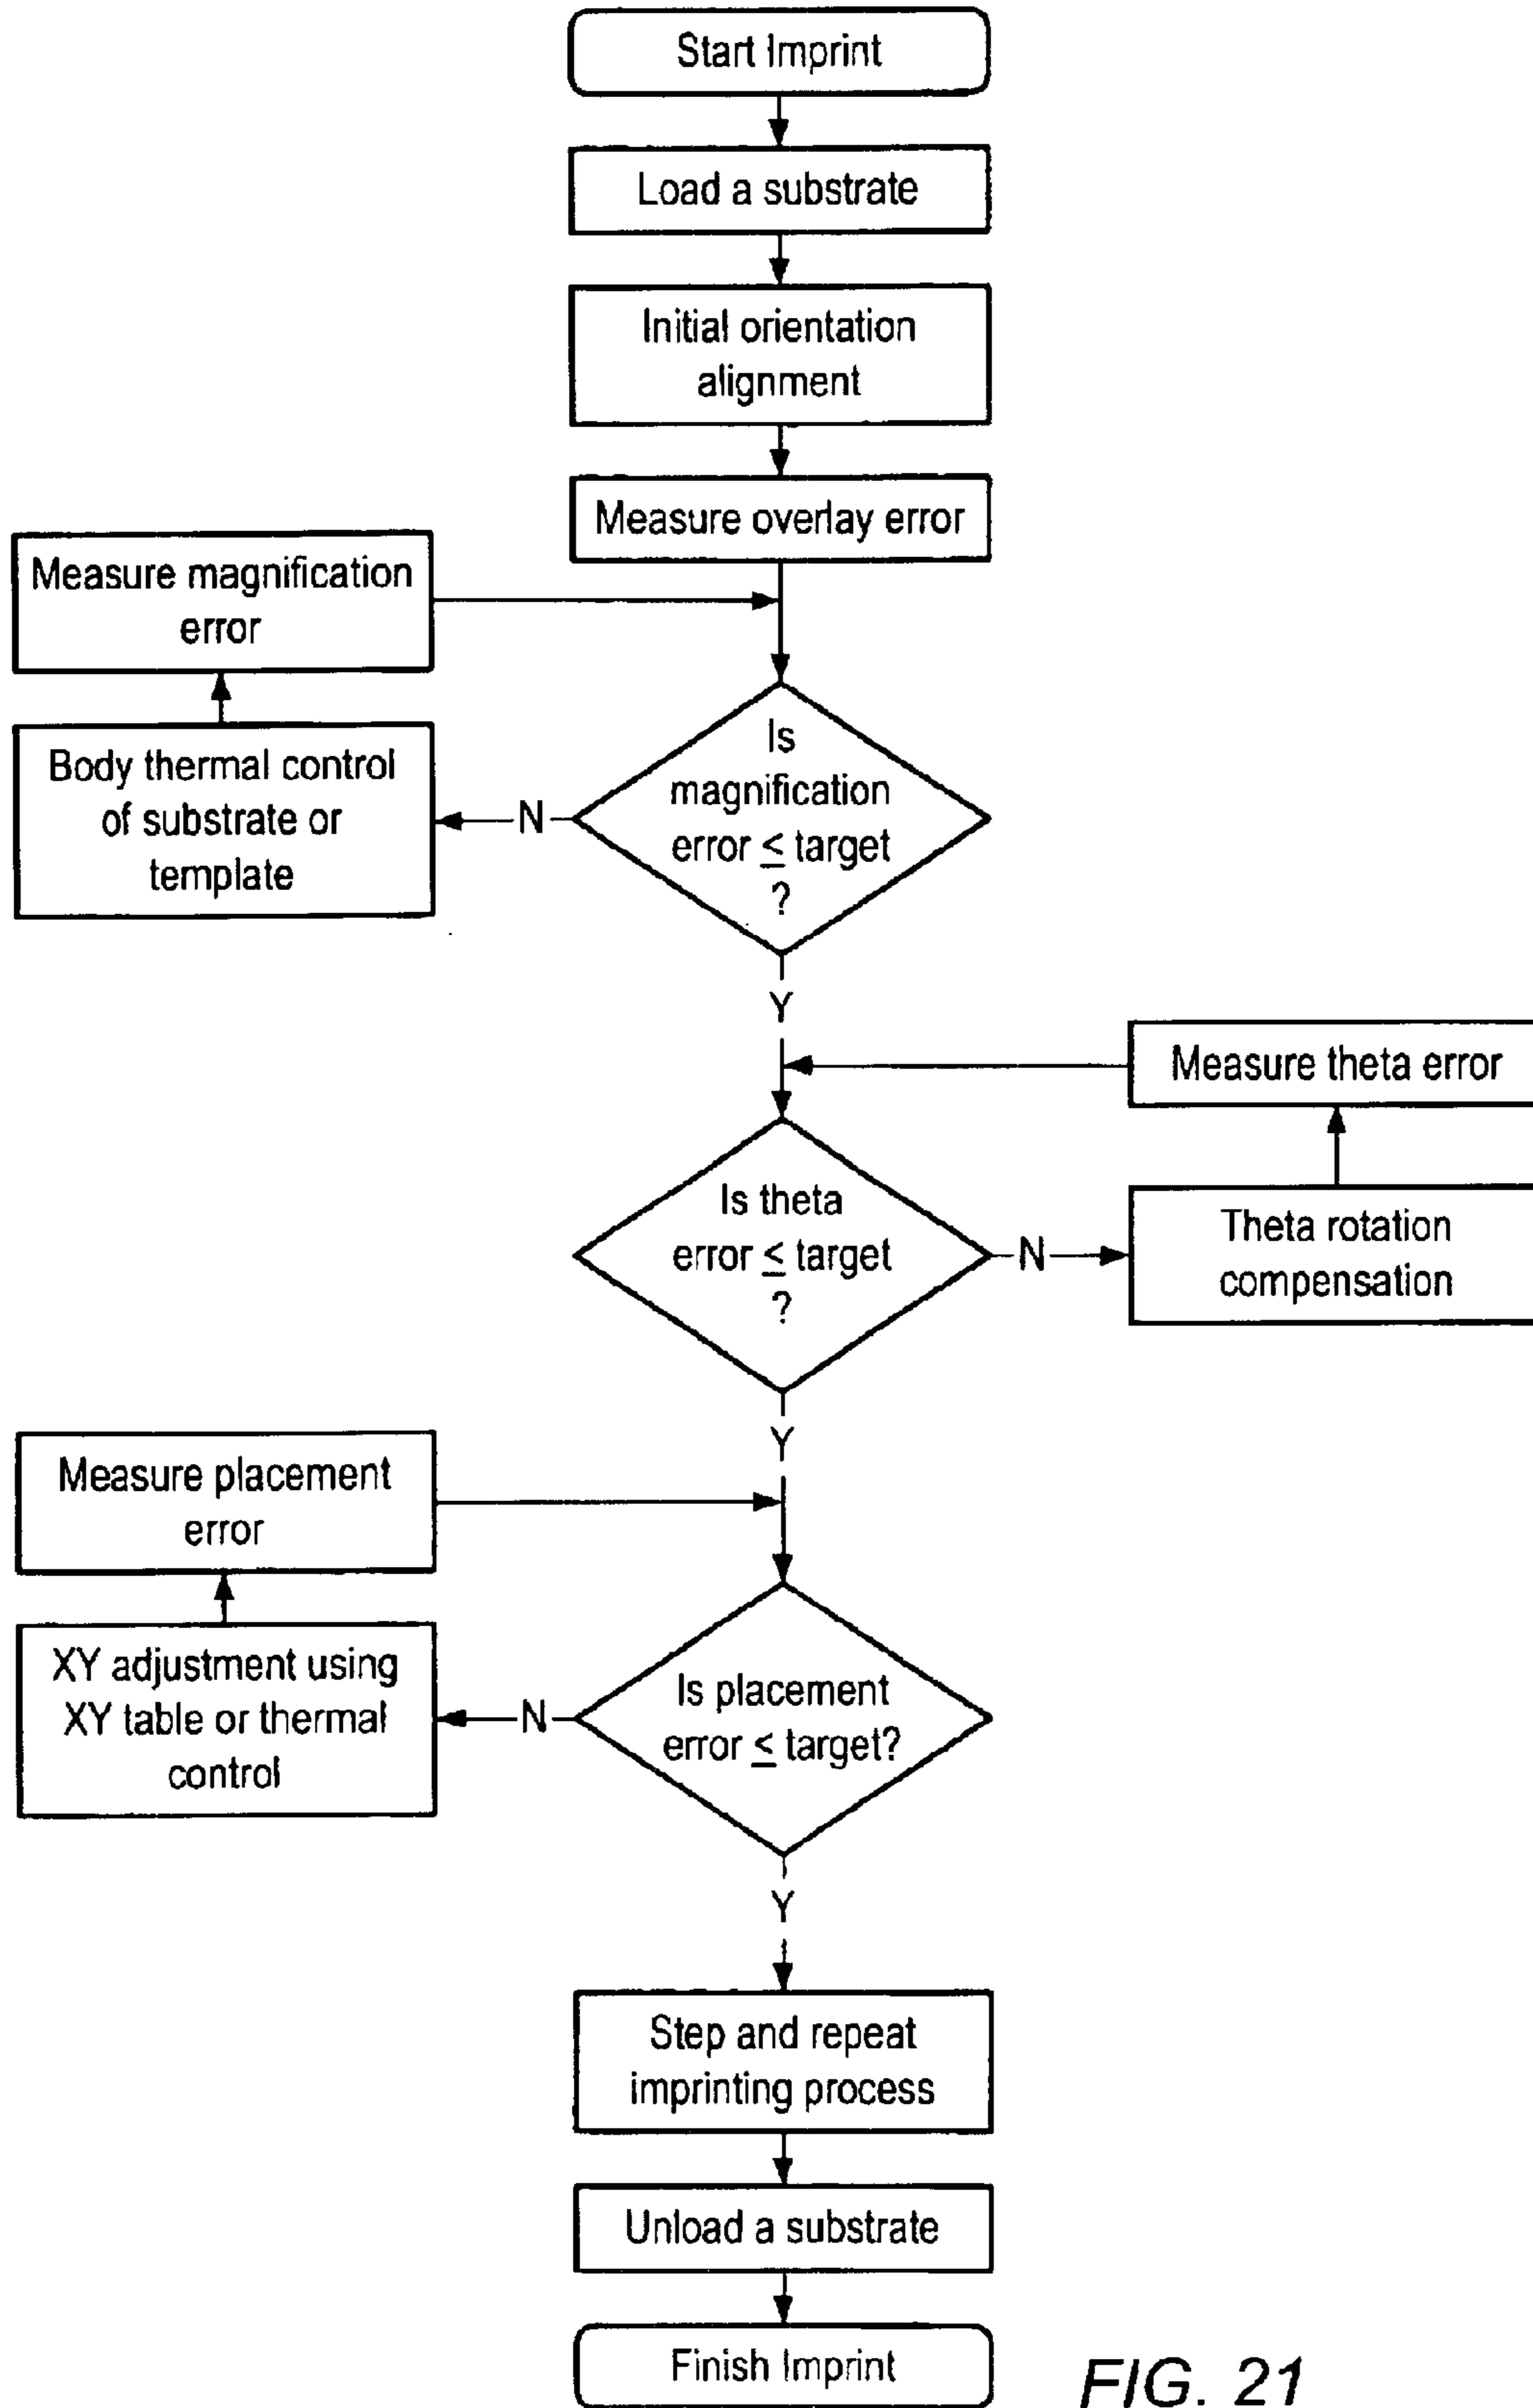 Start Imprint
Load a substrate
Initial orientation
alignment
Measure overlay error
Measure magnification
error
Body thermal control
of substrate or
template
N
Is
magnification
error ≤ target
?
Y
Measure theta error
Is theta
error ≤ target
?
N
Theta rotation
compensation
Y
Measure placement
error
XY adjustment using
XY table or thermal
control
N
Is placement
error ≤ target?
Y
Step and repeat
imprinting process
Unload a substrate
Finish Imprint
FIG. 21